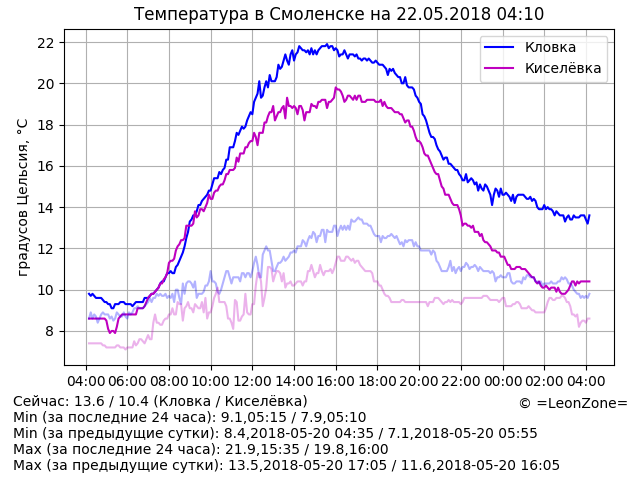 Температура в Смоленске на 22.05.2018 04:10
градусов Цельсия, °C
22
20
18
16
14
12
10
8
Кловка
Киселёвка
04:00 06:00 08:00 10:00 12:00 14:00 16:00 18:00 20:00 22:00 00:00 02:00 04:00
Сейчас: 13.6 / 10.4 (Кловка / Киселёвка)
© =LeonZone=
Min (за последние 24 часа): 9.1,05:15 / 7.9,05:10
Min (за предыдущие сутки): 8.4,2018-05-20 04:35 / 7.1,2018-05-20 05:55
Max (за последние 24 часа): 21.9,15:35 / 19.8,16:00
Max (за предыдущие сутки): 13.5,2018-05-20 17:05 / 11.6,2018-05-20 16:05